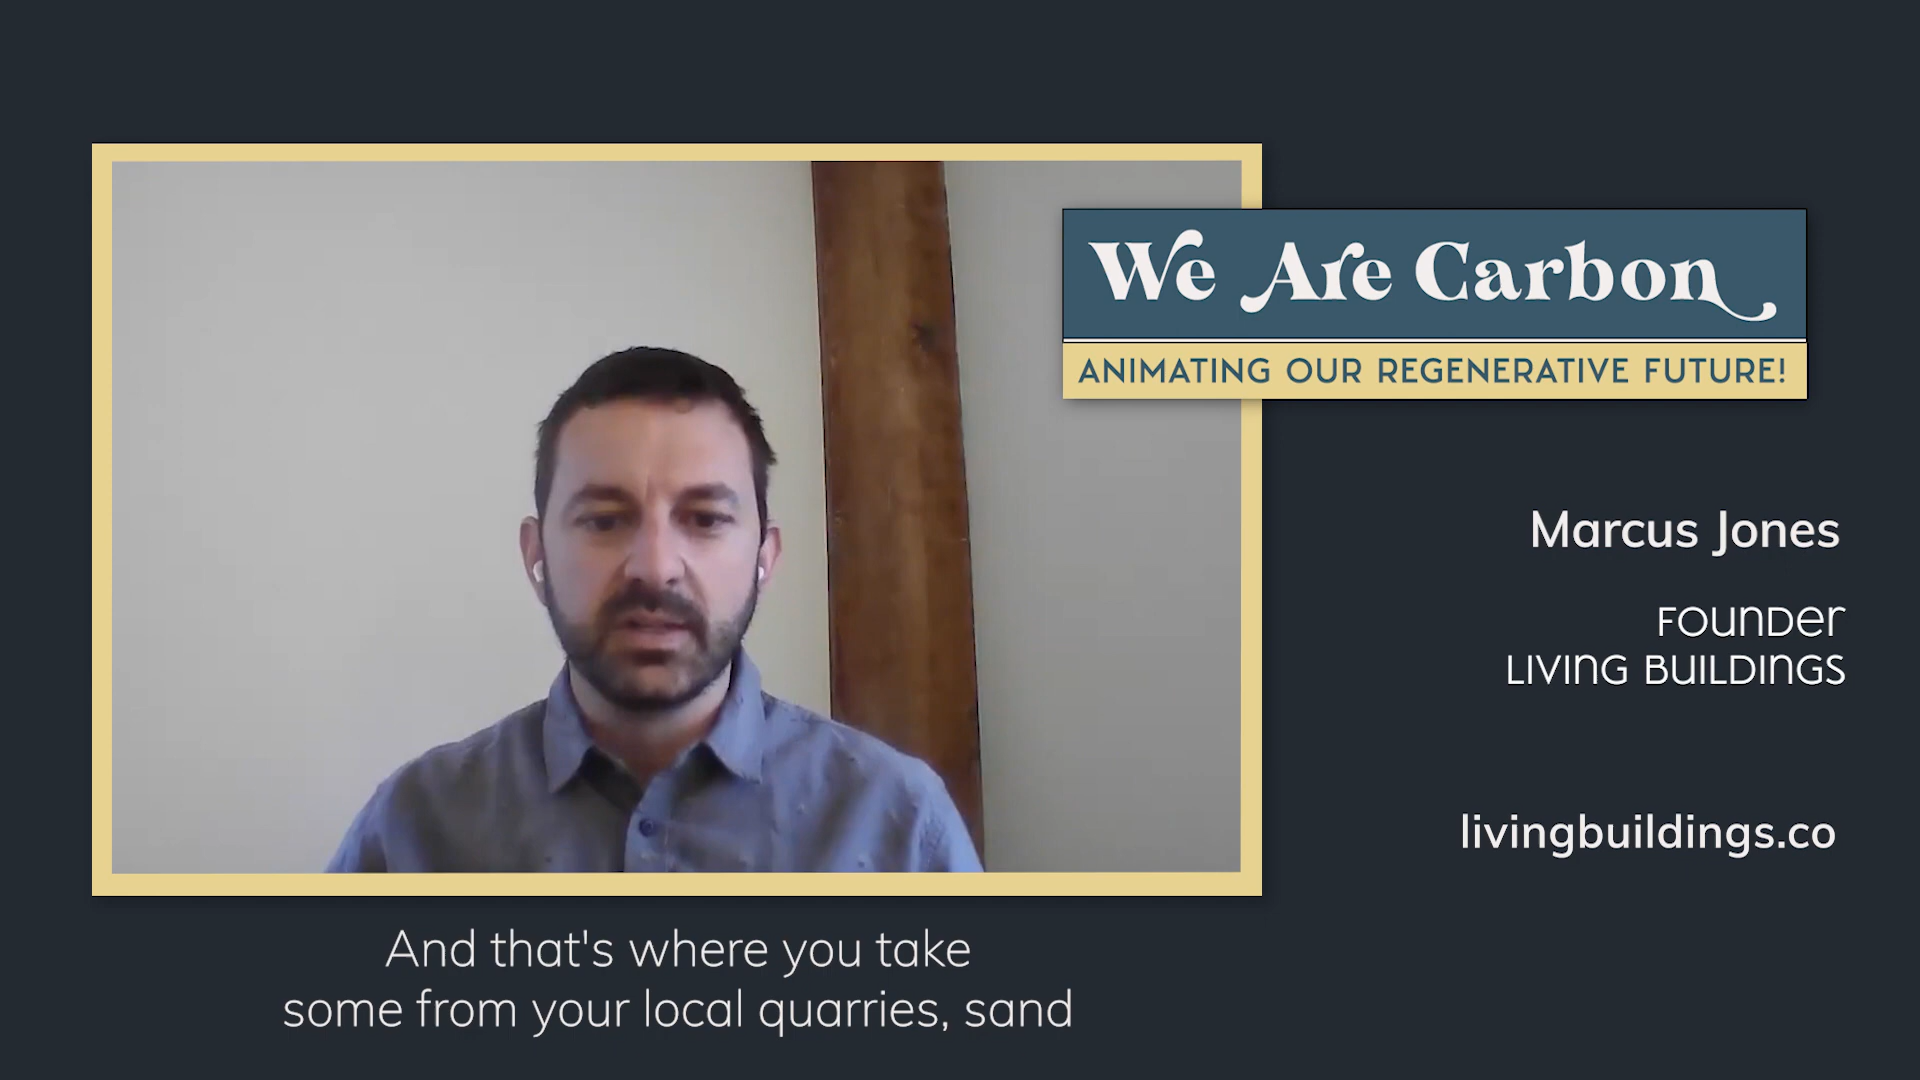 We Are Carbon
ANIMATING OUR REGENERATIVE FUTURE!
Marcus Jones
FOUNDER
LIVING BUILDINGS
livingbuildings.co
And that's where you take
some from your local quarries, sand